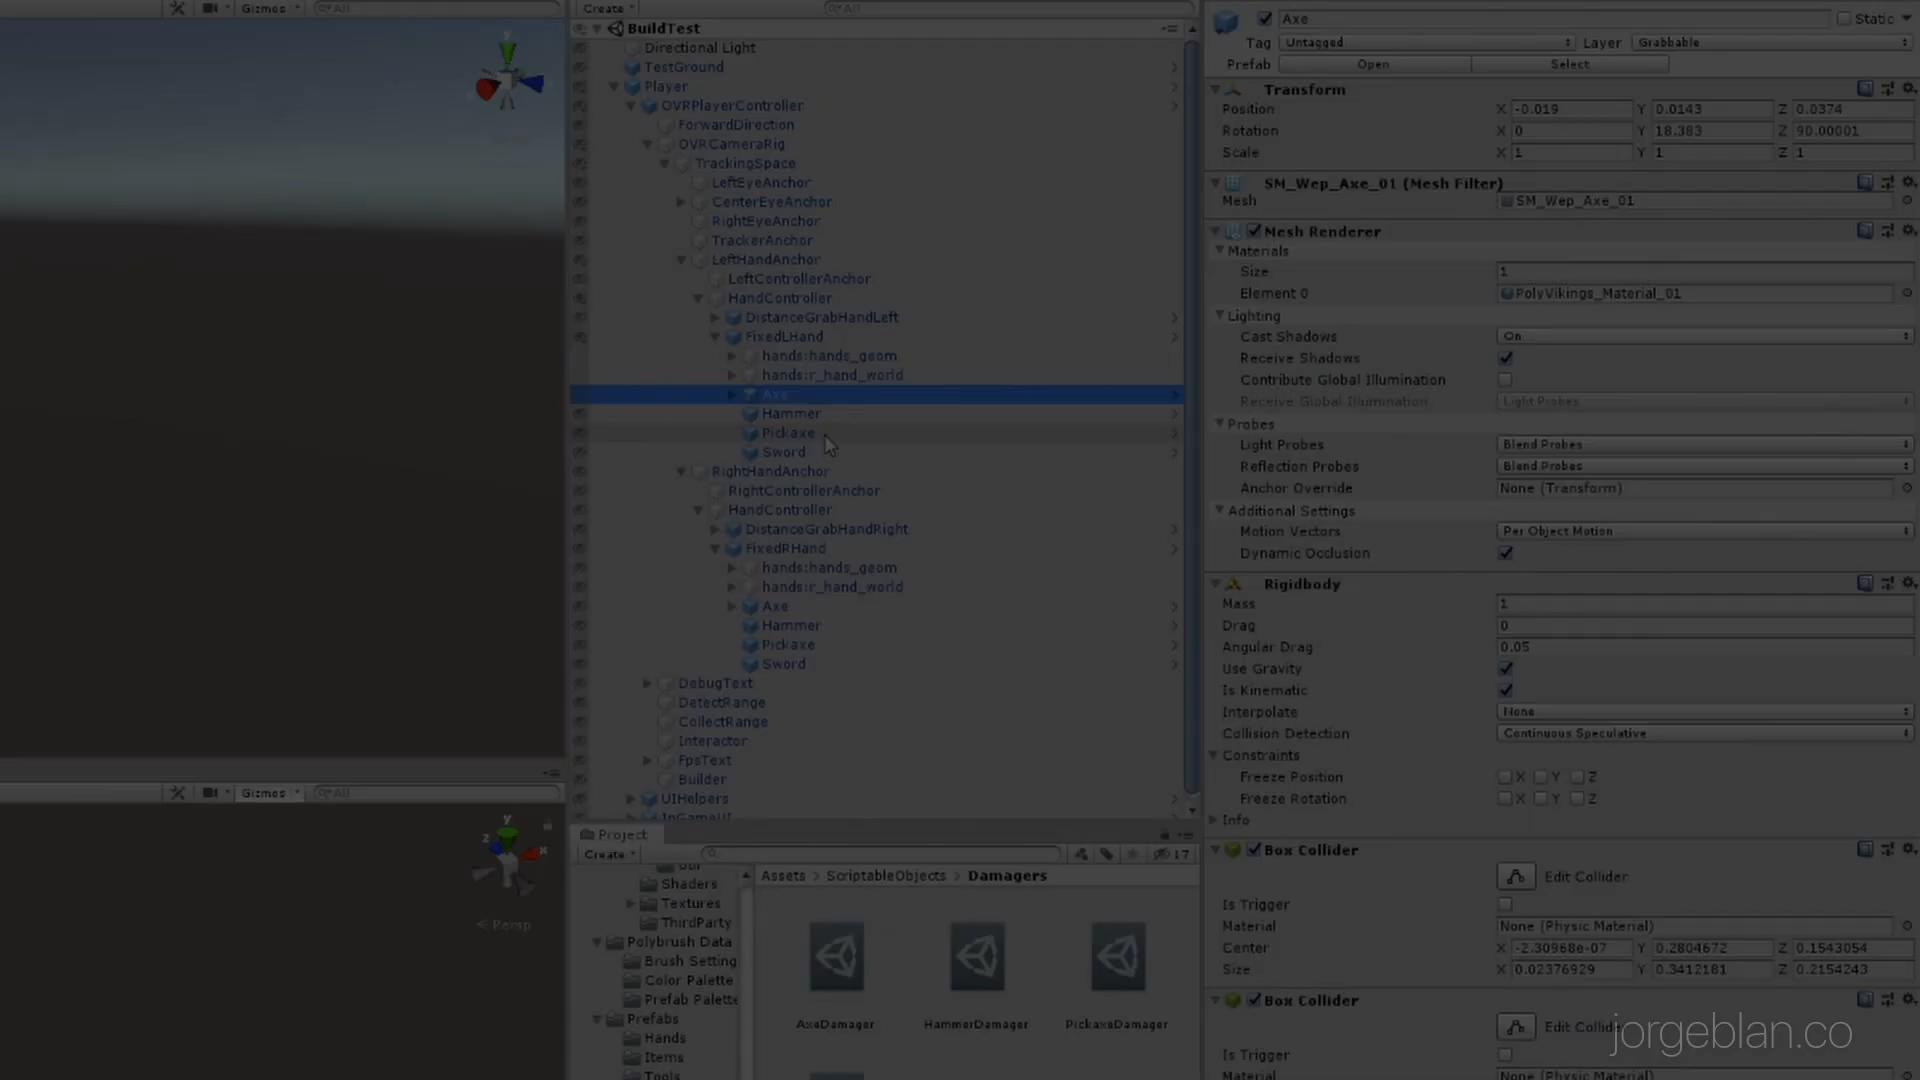 Gizmos
All
Create
All
BuildTest
Directional Light
TestGround
Player
OVRPlayerController
ForwardDirection
OVRCameraRig
TrackingSpace
LeftEyeAnchor
CenterEyeAnchor
RightEyeAnchor
TrackerAnchor
LeftHandAnchor
LeftControllerAnchor
HandController
DistanceGrabHandLeft
FixedLHand
hands:hands_geom
hands:r_hand_world
Axe
Hammer
Pickaxe
Sword
RightHandAnchor
RightControllerAnchor
HandController
DistanceGrabHandRight
FixedRHand
hands:hands_geom
hands:r_hand_world
Axe
Hammer
Pickaxe
Sword
DebugText
DetectRange
CollectRange
Interactor
FpsText
Builder
UIHelpers
InGameUI
Gizmos
All
y
z
x
< Persp
Project
Create
17
Shaders
Textures
ThirdParty
Polybrush Data
Brush Setting
Color Palette
Prefab Palette
Prefabs
Hands
Items
Tools
Assets > ScriptableObjects > Damagers
AxeDamager
HammerDamager
PickaxeDamager
Axe
Static
Tag Untagged Layer Grabbable
Prefab Open Select
Transform
Position X -0.019 Y 0.0143 Z 0.0374
Rotation X 0 Y 18.383 Z 90.00001
Scale X 1 Y 1 Z 1
SM_Wep_Axe_01 (Mesh Filter)
Mesh SM_Wep_Axe_01
Mesh Renderer
Materials
Size 1
Element 0 PolyVikings_Material_01
Lighting
Cast Shadows On
Receive Shadows
Contribute Global Illumination
Receive Global Illumination Light Probes
Probes
Light Probes Blend Probes
Reflection Probes Blend Probes
Anchor Override None (Transform)
Additional Settings
Motion Vectors Per Object Motion
Dynamic Occlusion
Rigidbody
Mass 1
Drag 0
Angular Drag 0.05
Use Gravity
Is Kinematic
Interpolate None
Collision Detection Continuous Speculative
Constraints
Freeze Position X Y Z
Freeze Rotation X Y Z
Info
Box Collider
Edit Collider
Is Trigger
Material None (Physic Material)
Center X -2.30968e-07 Y 0.2804672 Z 0.1543054
Size X 0.02376929 Y 0.3412181 Z 0.2154243
Box Collider
Edit Collider
Is Trigger
Material None (Physic Material)
jorgeblan.co